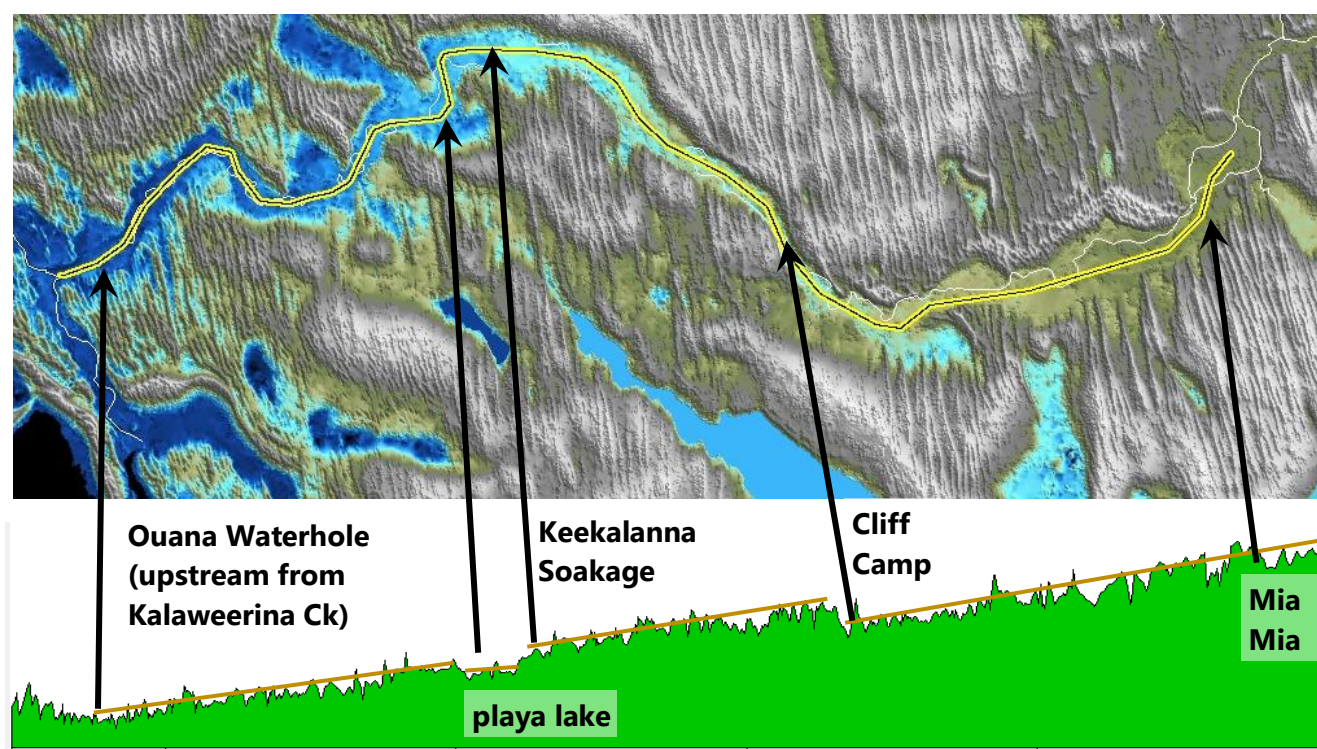 Ouana Waterhole
(upstream from
Kalaweerina Ck)
Keekalanna
Soakage
Cliff
Camp
Mia
Mia
playa lake